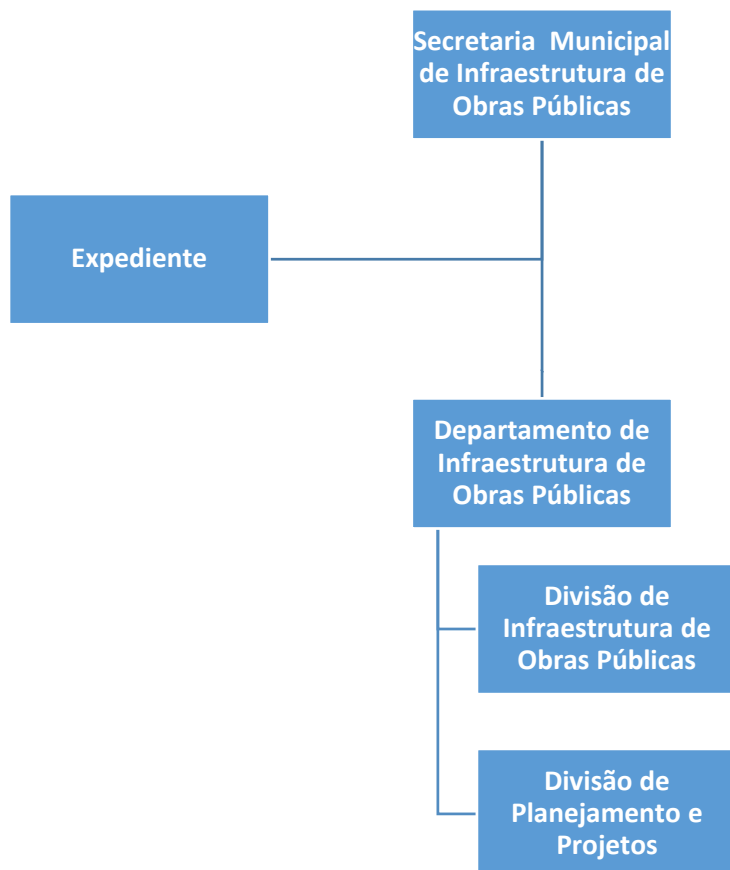 Secretaria Municipal
de Infraestrutura de
Obras Públicas
Expediente
Departamento de
Infraestrutura de
Obras Públicas
Divisão de
Infraestrutura de
Obras Públicas
Divisão de
Planejamento e
Projetos